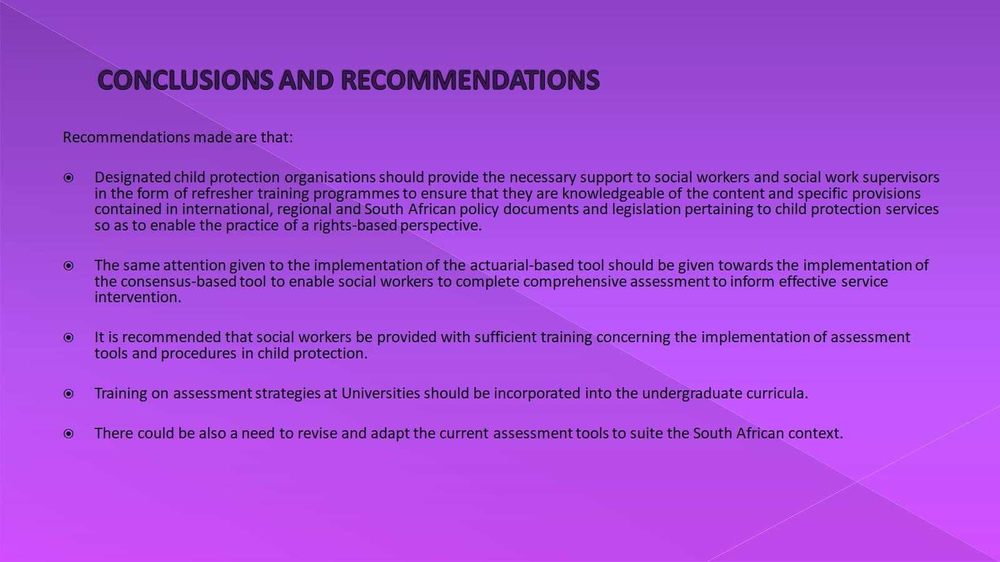 CONCLUSIONS AND RECOMMENDATIONS
Recommendations made are that:
Designated child protection organisations should provide the necessary support to social workers and social work supervisors
in the form of refresher training programmes to ensure that they are knowledgeable of the content and specific provisions
contained in international, regional and South African policy documents and legislation pertaining to child protection services
so as to enable the practice of a rights-based perspective.
The same attention given to the implementation of the actuarial-based tool should be given towards the implementation of
the consensus-based tool to enable social workers to complete comprehensive assessment to inform effective service
intervention.
It is recommended that social workers be provided with sufficient training concerning the implementation of assessment
tools and procedures in child protection.
Training on assessment strategies at Universities should be incorporated into the undergraduate curricula.
There could be also a need to revise and adapt the current assessment tools to suite the South African context.